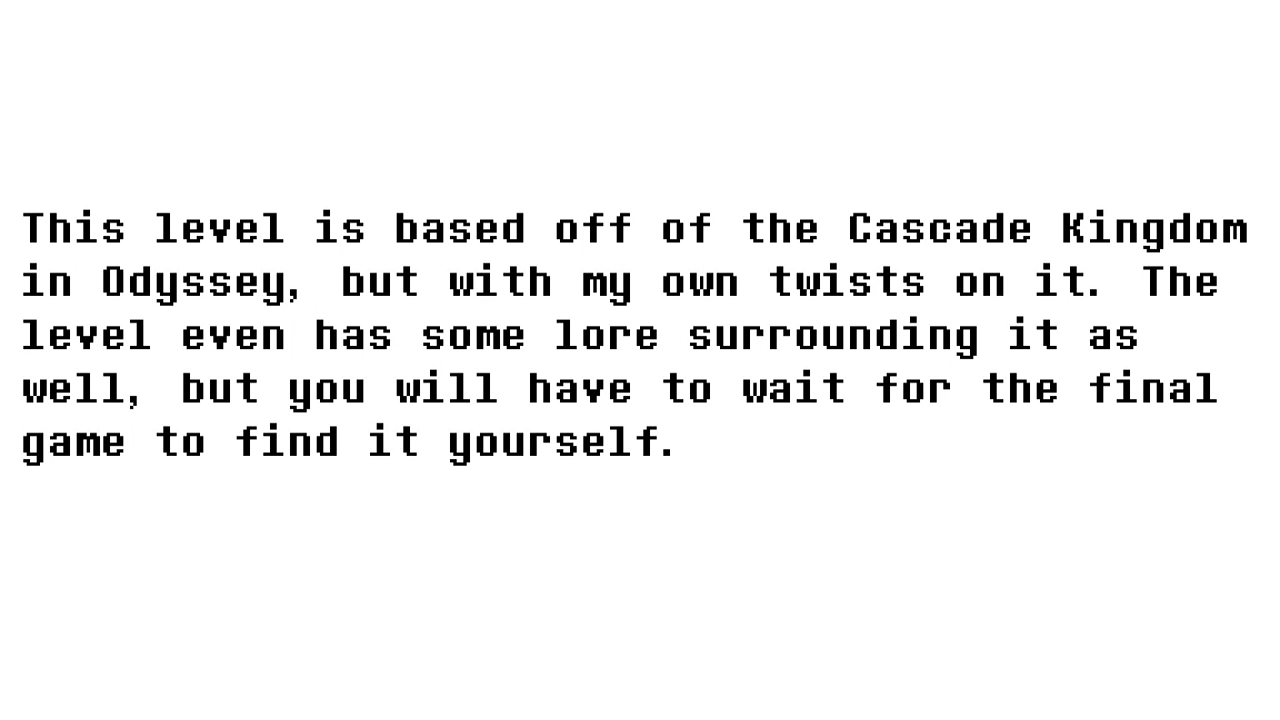 This level is based off of the Cascade Kingdom
in Odyssey, but with my own twists on it. The
level even has some lore surrounding it as
well, but you will have to wait for the final
game to find it yourself.